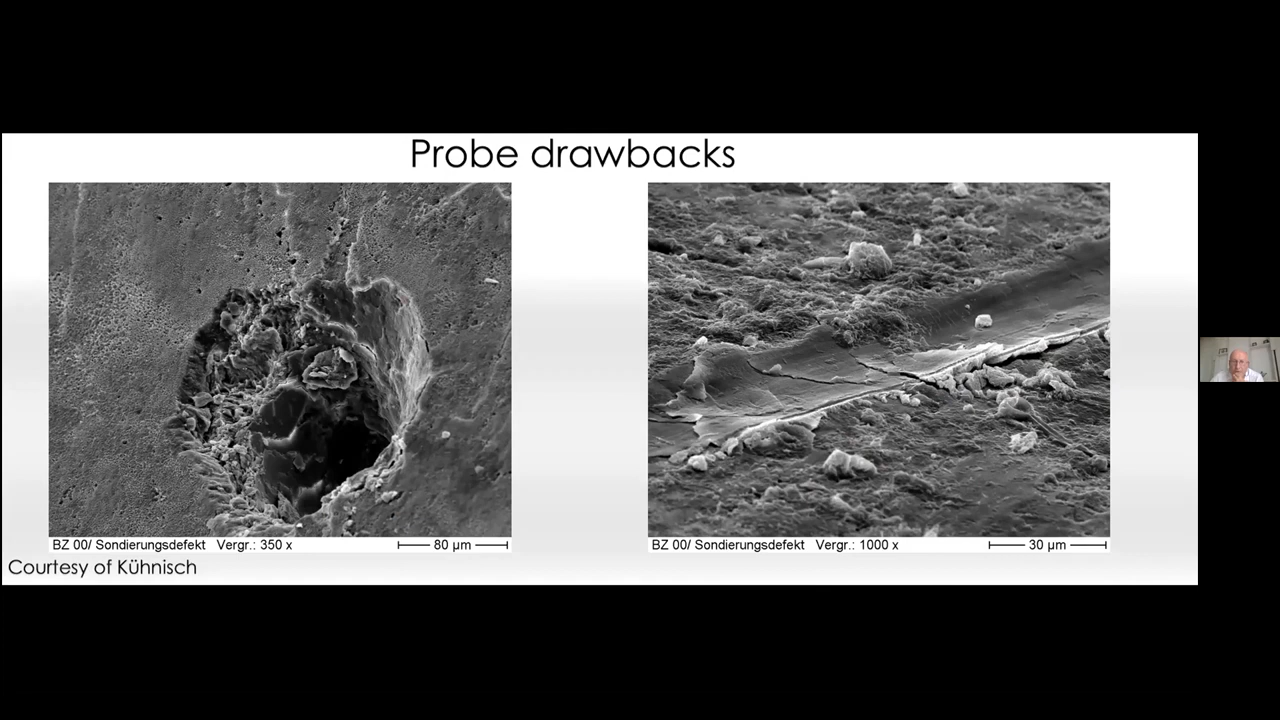 Probe drawbacks
BZ 00/ Sondierungsdefekt Vergr.: 350 x 80 µm
BZ 00/ Sondierungsdefekt Vergr.: 1000 x 30 µm
Courtesy of Kühnisch